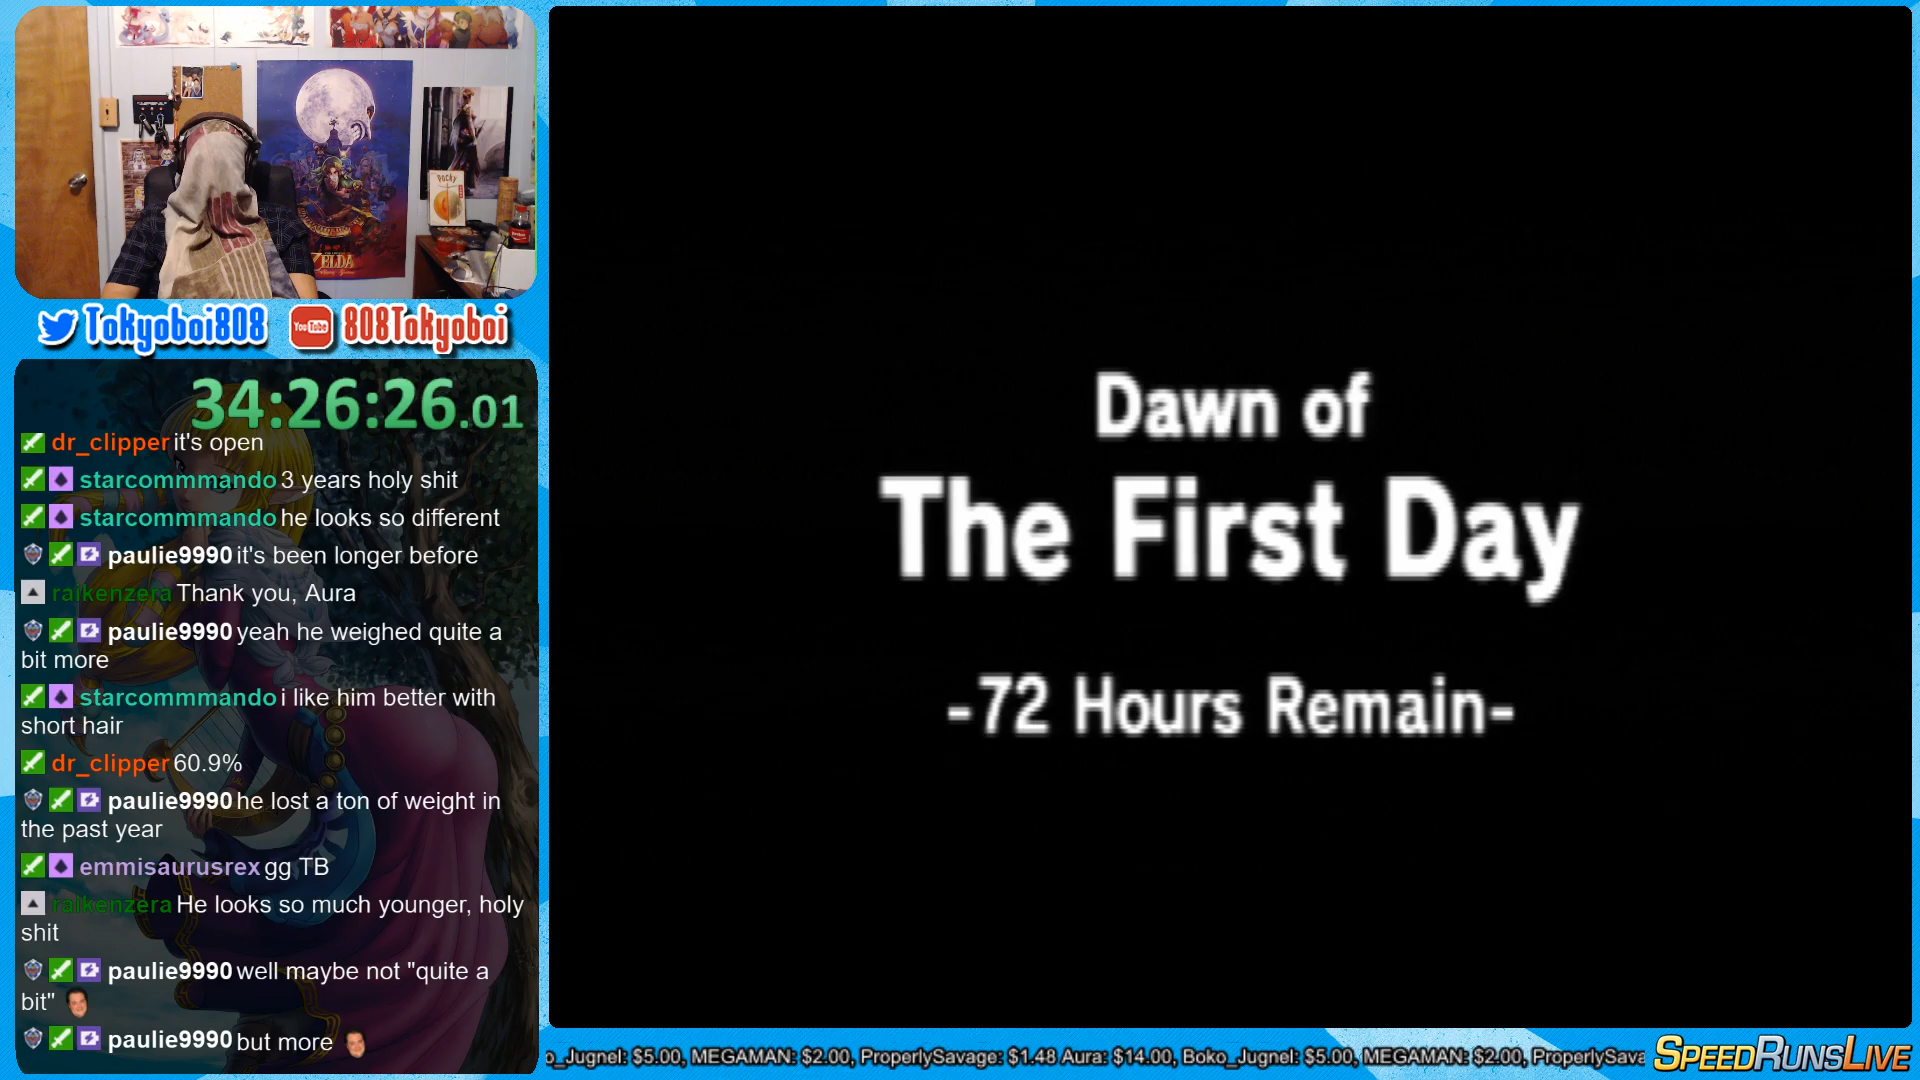 POCKY
ZELDA
Tokyoboi808
YouTube
808Tokyoboi
34:26:26.01
dr_clipper it's open
starcommmando 3 years holy shit
starcommmando he looks so different
paulie9990 it's been longer before
raikenzera Thank you, Aura
paulie9990 yeah he weighed quite a
bit more
starcommmando i like him better with
short hair
dr_clipper 60.9%
paulie9990 he lost a ton of weight in
the past year
emmisaurusrex gg TB
raikenzera He looks so much younger, holy
shit
paulie9990 well maybe not "quite a
bit"
paulie9990 but more
Dawn of
The First Day
-72 Hours Remain-
o_Jugnel: $5.00, MEGAMAN: $2.00, ProperlySavage: $1.48 Aura: $14.00, Boko_Jugnel: $5.00, MEGAMAN: $2.00, ProperlySava
SPEEDRUNSLIVE